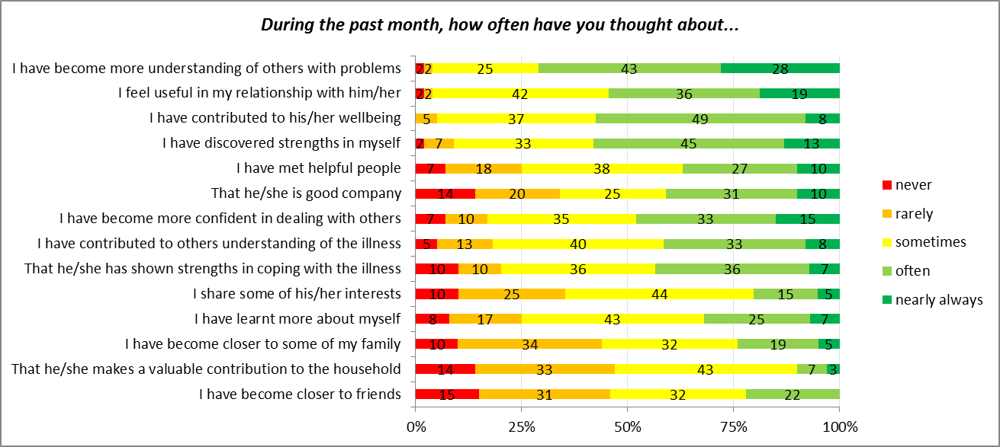 During the past month, how often have you thought about...
I have become more understanding of others with problems 2 2 25 43 28
I feel useful in my relationship with him/her 2 2 42 36 19
I have contributed to his/her wellbeing 5 37 49 8
I have discovered strengths in myself 2 7 33 45 13
I have met helpful people 7 18 38 27 10
That he/she is good company 14 20 25 31 10
I have become more confident in dealing with others 7 10 35 33 15
I have contributed to others understanding of the illness 5 13 40 33 8
That he/she has shown strengths in coping with the illness 10 10 36 36 7
I share some of his/her interests 10 25 44 15 5
I have learnt more about myself 8 17 43 25 7
I have become closer to some of my family 10 34 32 19 5
That he/she makes a valuable contribution to the household 14 33 43 7 3
I have become closer to friends 15 31 32 22
0% 25% 50% 75% 100%
never
rarely
sometimes
often
nearly always